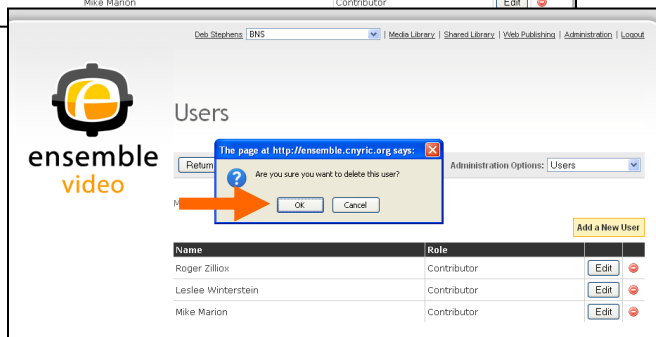 Mike Marion Contributor Edit
Deb Stephens BNS | Media Library | Shared Library | Web Publishing | Administration | Logout
ensemble
video
Users
The page at http://ensemble.cnyric.org says:
Are you sure you want to delete this user?
OK Cancel
Return
Administration Options: Users
M
Add a New User
Name Role
Roger Zilliox Contributor Edit
Leslee Winterstein Contributor Edit
Mike Marion Contributor Edit